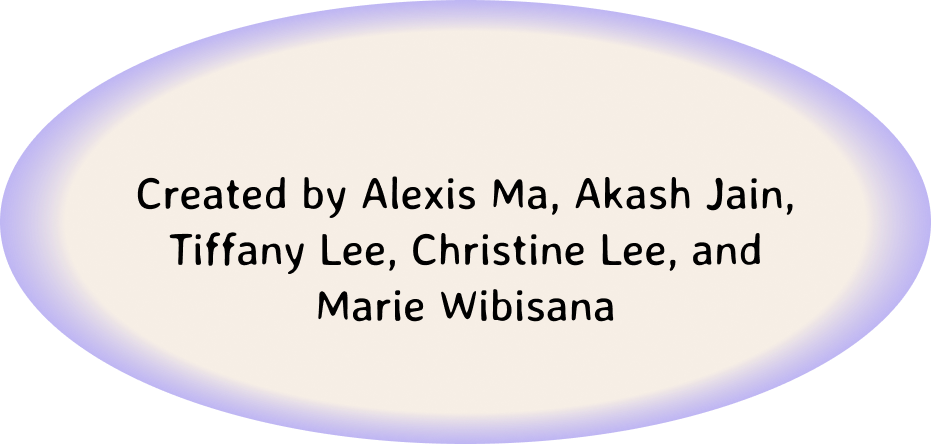 Created by Alexis Ma, Akash Jain,
Tiffany Lee, Christine Lee, and
Marie Wibisana